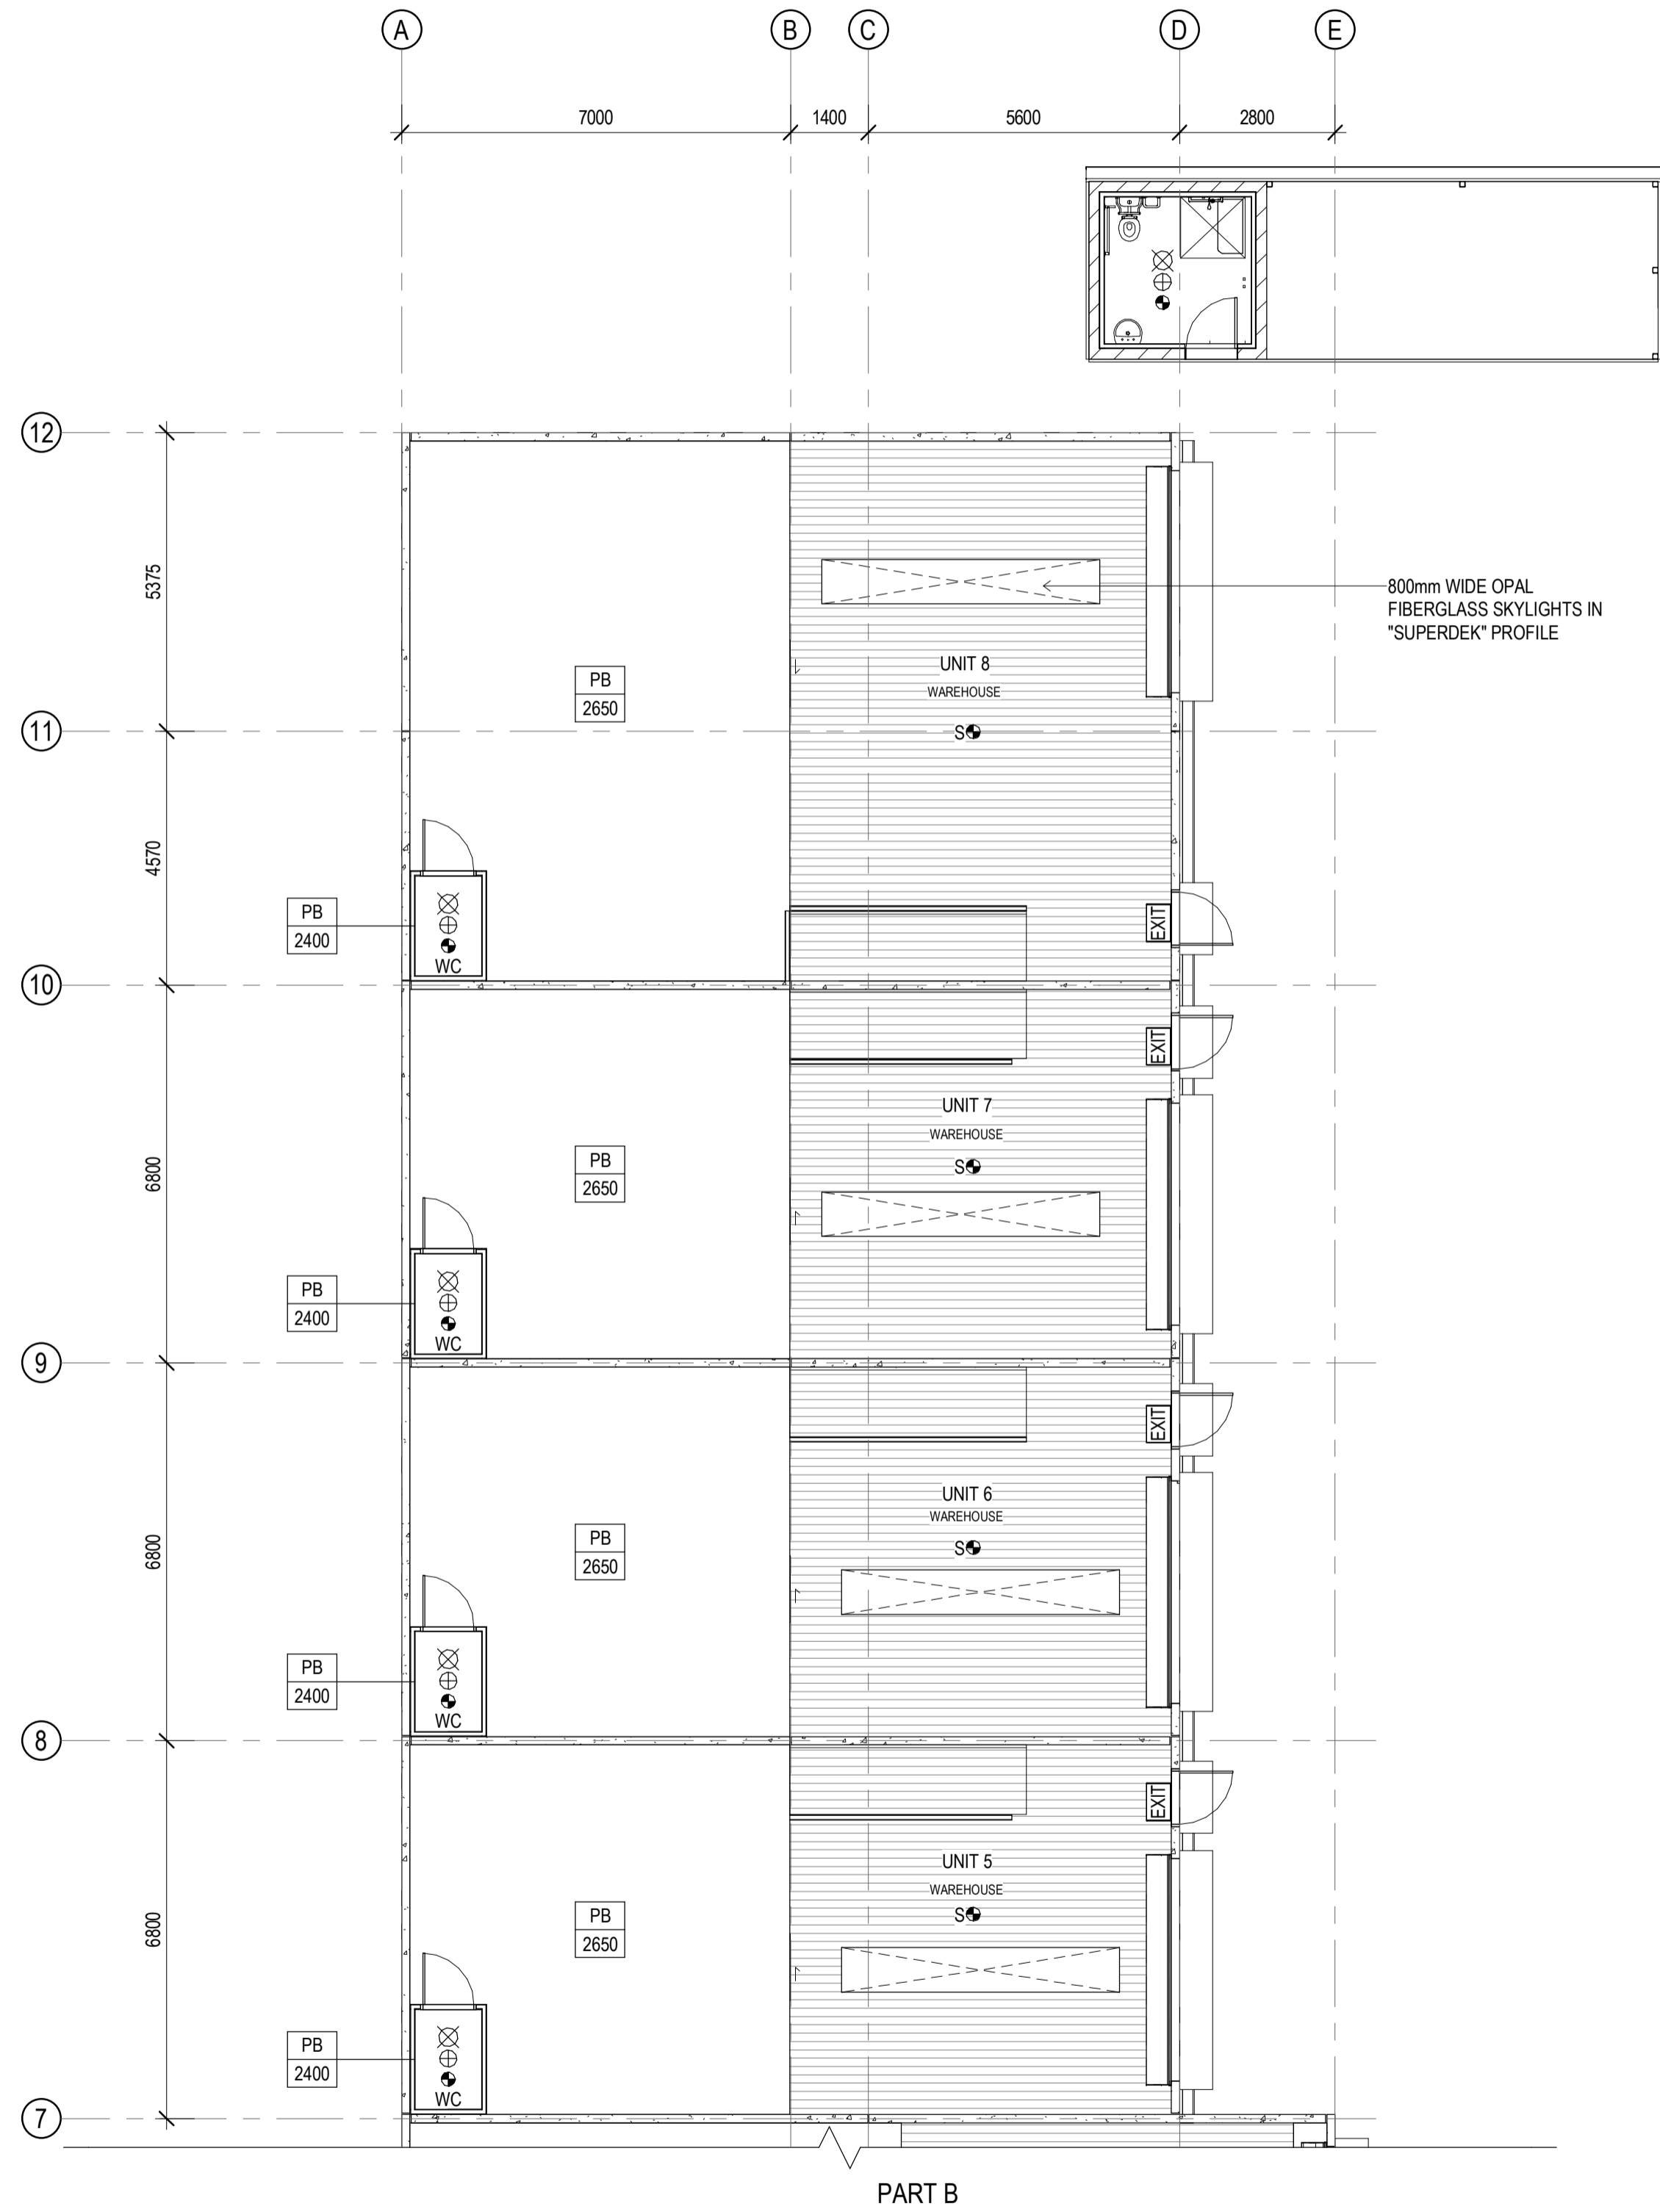 A B C D E
7000 1400 5600 2800
12
5375
800mm WIDE OPAL
FIBERGLASS SKYLIGHTS IN
"SUPERDEK" PROFILE
UNIT 8
PB
2650
WAREHOUSE
11
S
4570
PB
2400
EXIT
WC
10
EXIT
UNIT 7
WAREHOUSE
PB
2650
6800
S
PB
2400
WC
9
EXIT
UNIT 6
WAREHOUSE
PB
2650
6800
S
PB
2400
WC
8
EXIT
UNIT 5
WAREHOUSE
PB
2650
6800
S
PB
2400
WC
7
PART B